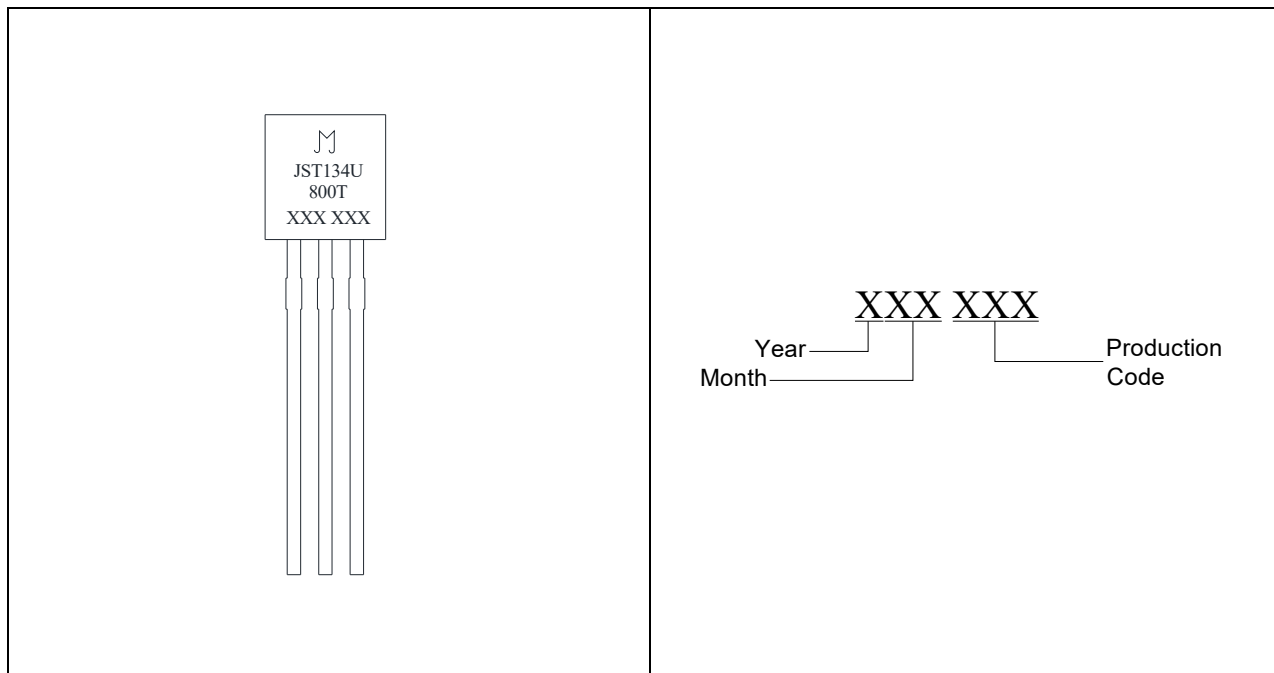 JST134U
800T
XXX XXX
XXX XXX
Year
Month
Production
Code